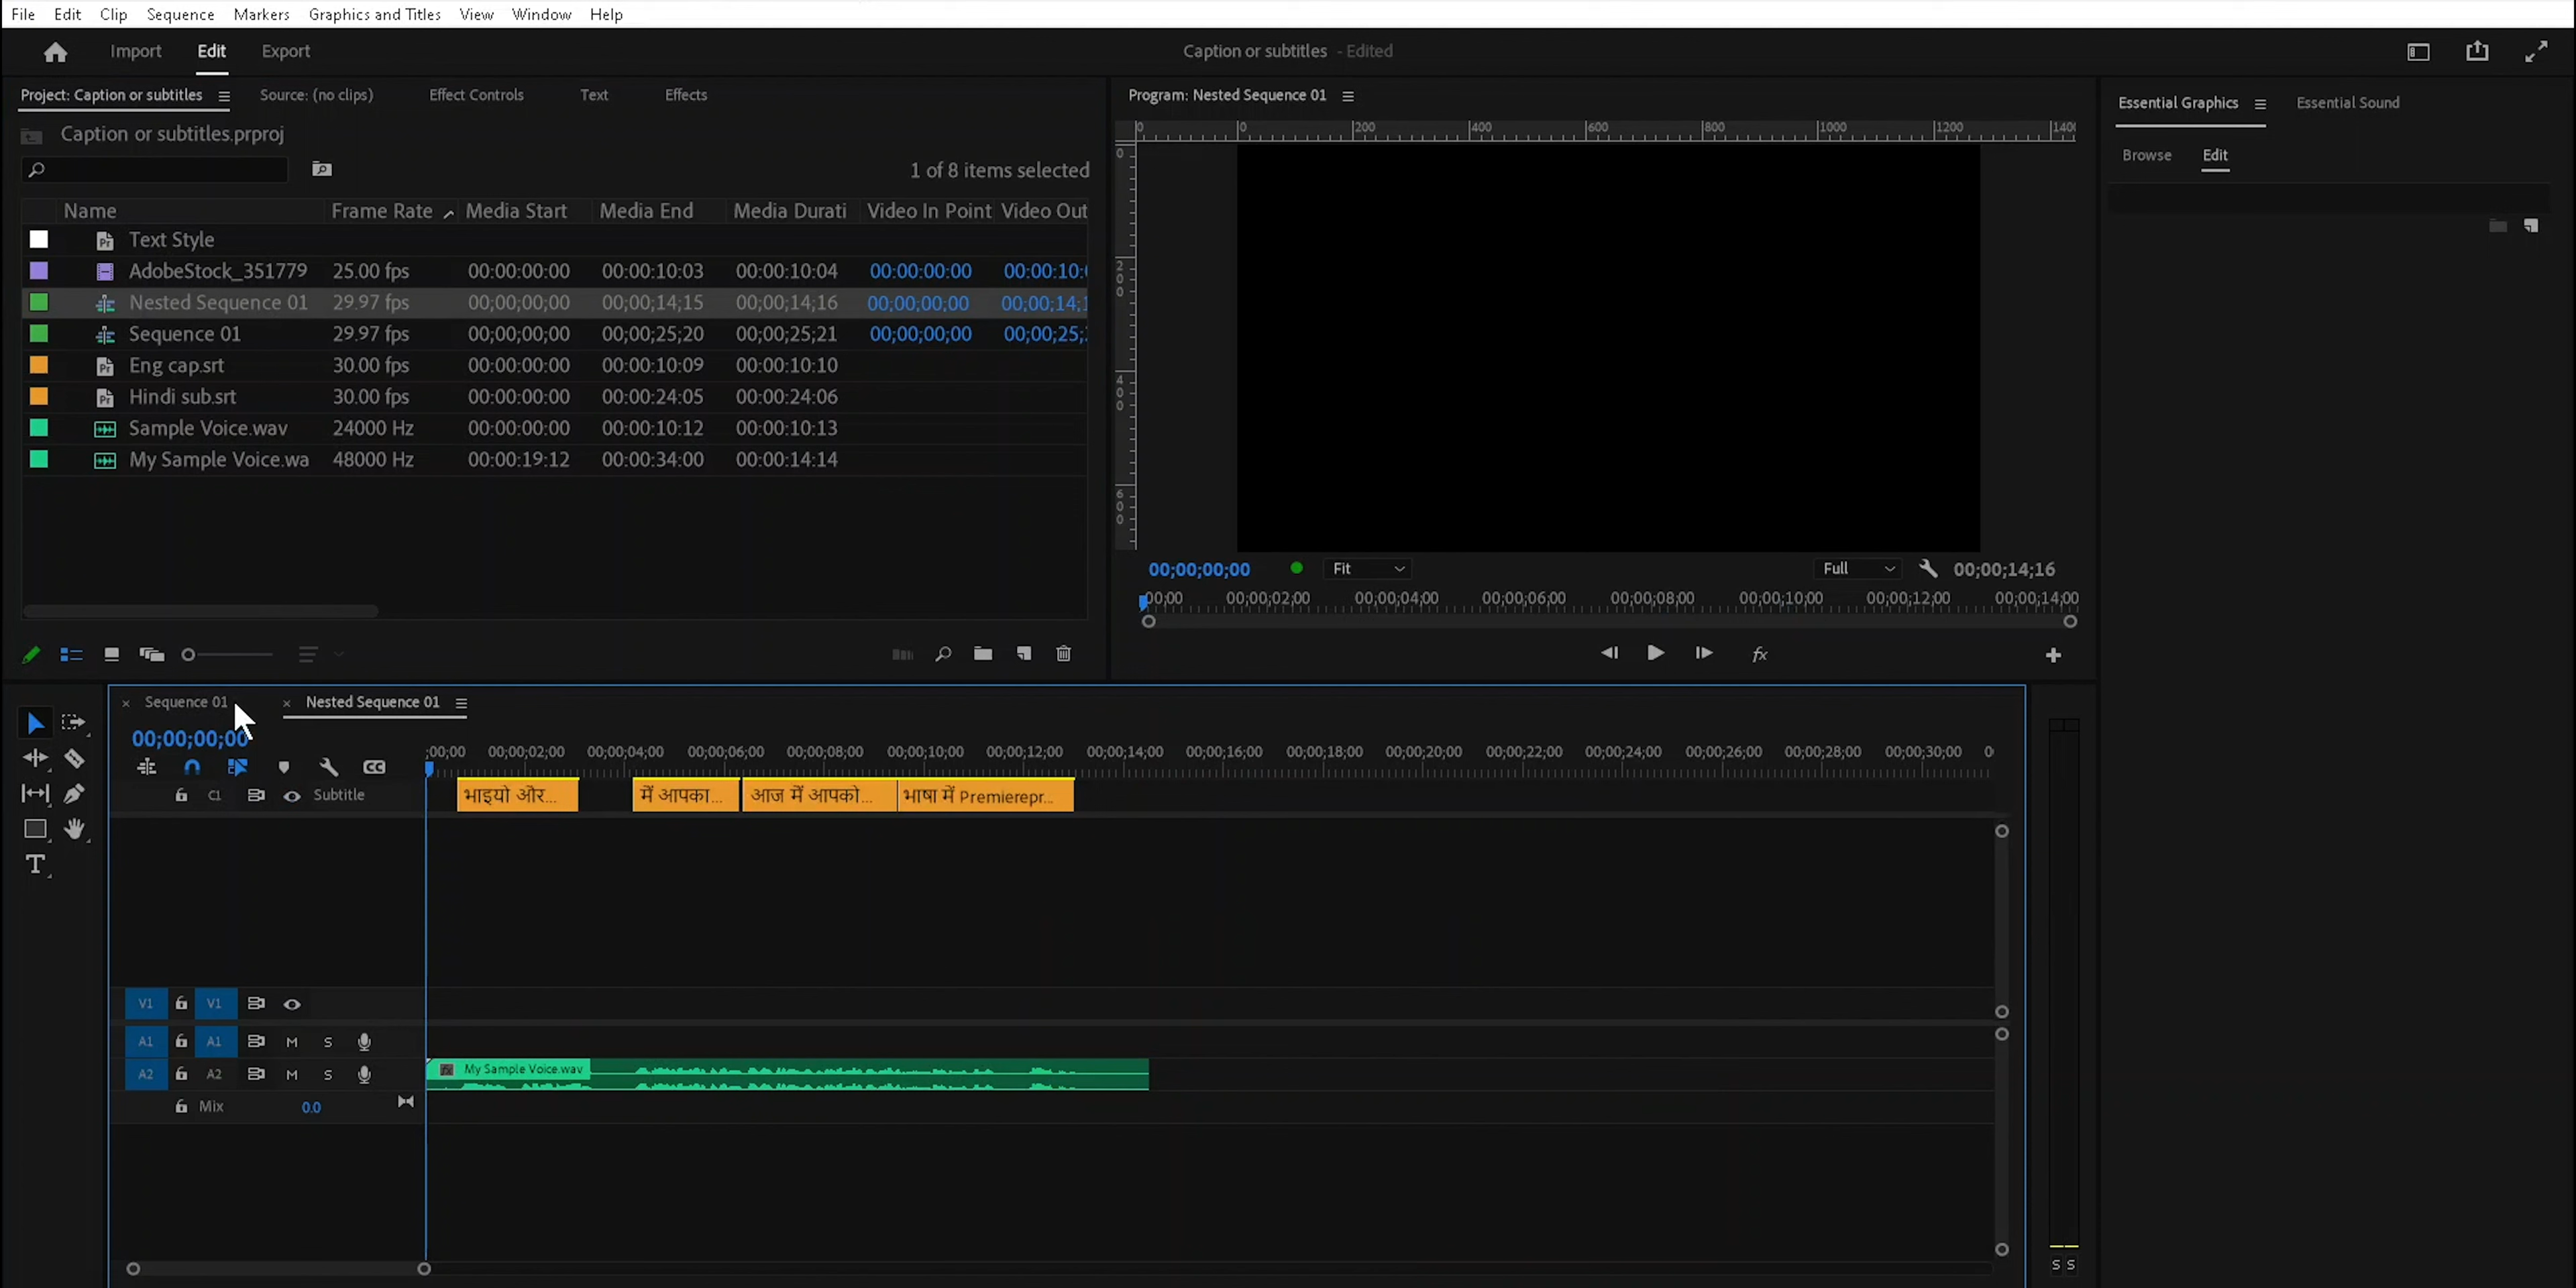 File Edit Clip Sequence Markers Graphics and Titles View Window Help
Import Edit Export Caption or subtitles - Edited
Project: Caption or subtitles Source: (no clips) Effect Controls Text Effects
Caption or subtitles.prproj
1 of 8 items selected
Name Frame Rate Media Start Media End Media Durati Video In Point Video Out
Text Style
AdobeStock_351779 25.00 fps 00:00:00:00 00:00:10:03 00:00:10:04 00:00:00:00 00:00:10:
Nested Sequence 01 29.97 fps 00;00;00;00 00;00;14;15 00;00;14;16 00;00;00;00 00;00;14;
Sequence 01 29.97 fps 00;00;00;00 00;00;25;20 00;00;25;21 00;00;00;00 00;00;25;
Eng cap.srt 30.00 fps 00:00:00:00 00:00:10:09 00:00:10:10
Hindi sub.srt 30.00 fps 00:00:00:00 00:00:24:05 00:00:24:06
Sample Voice.wav 24000 Hz 00:00:00:00 00:00:10:12 00:00:10:13
My Sample Voice.wa 48000 Hz 00:00:19:12 00:00:34:00 00:00:14:14
Program: Nested Sequence 01
0 0 200 400 600 800 1000 1200 1400
0
200
400
600
00;00;00;00 Fit Full 00;00;14;16
00;00 00;00;02;00 00;00;04;00 00;00;06;00 00;00;08;00 00;00;10;00 00;00;12;00 00;00;14;00
fx
Essential Graphics Essential Sound
Browse Edit
Sequence 01 Nested Sequence 01
00;00;00;00
;00;00 00;00;02;00 00;00;04;00 00;00;06;00 00;00;08;00 00;00;10;00 00;00;12;00 00;00;14;00 00;00;16;00 00;00;18;00 00;00;20;00 00;00;22;00 00;00;24;00 00;00;26;00 00;00;28;00 00;00;30;00 0
CC
C1 Subtitle भाइयो और... में आपका... आज में आपको... भाषा में Premierepr...
T
V1 V1
A1 A1 M S
A2 A2 M S fx My Sample Voice.wav
Mix 0.0
S S